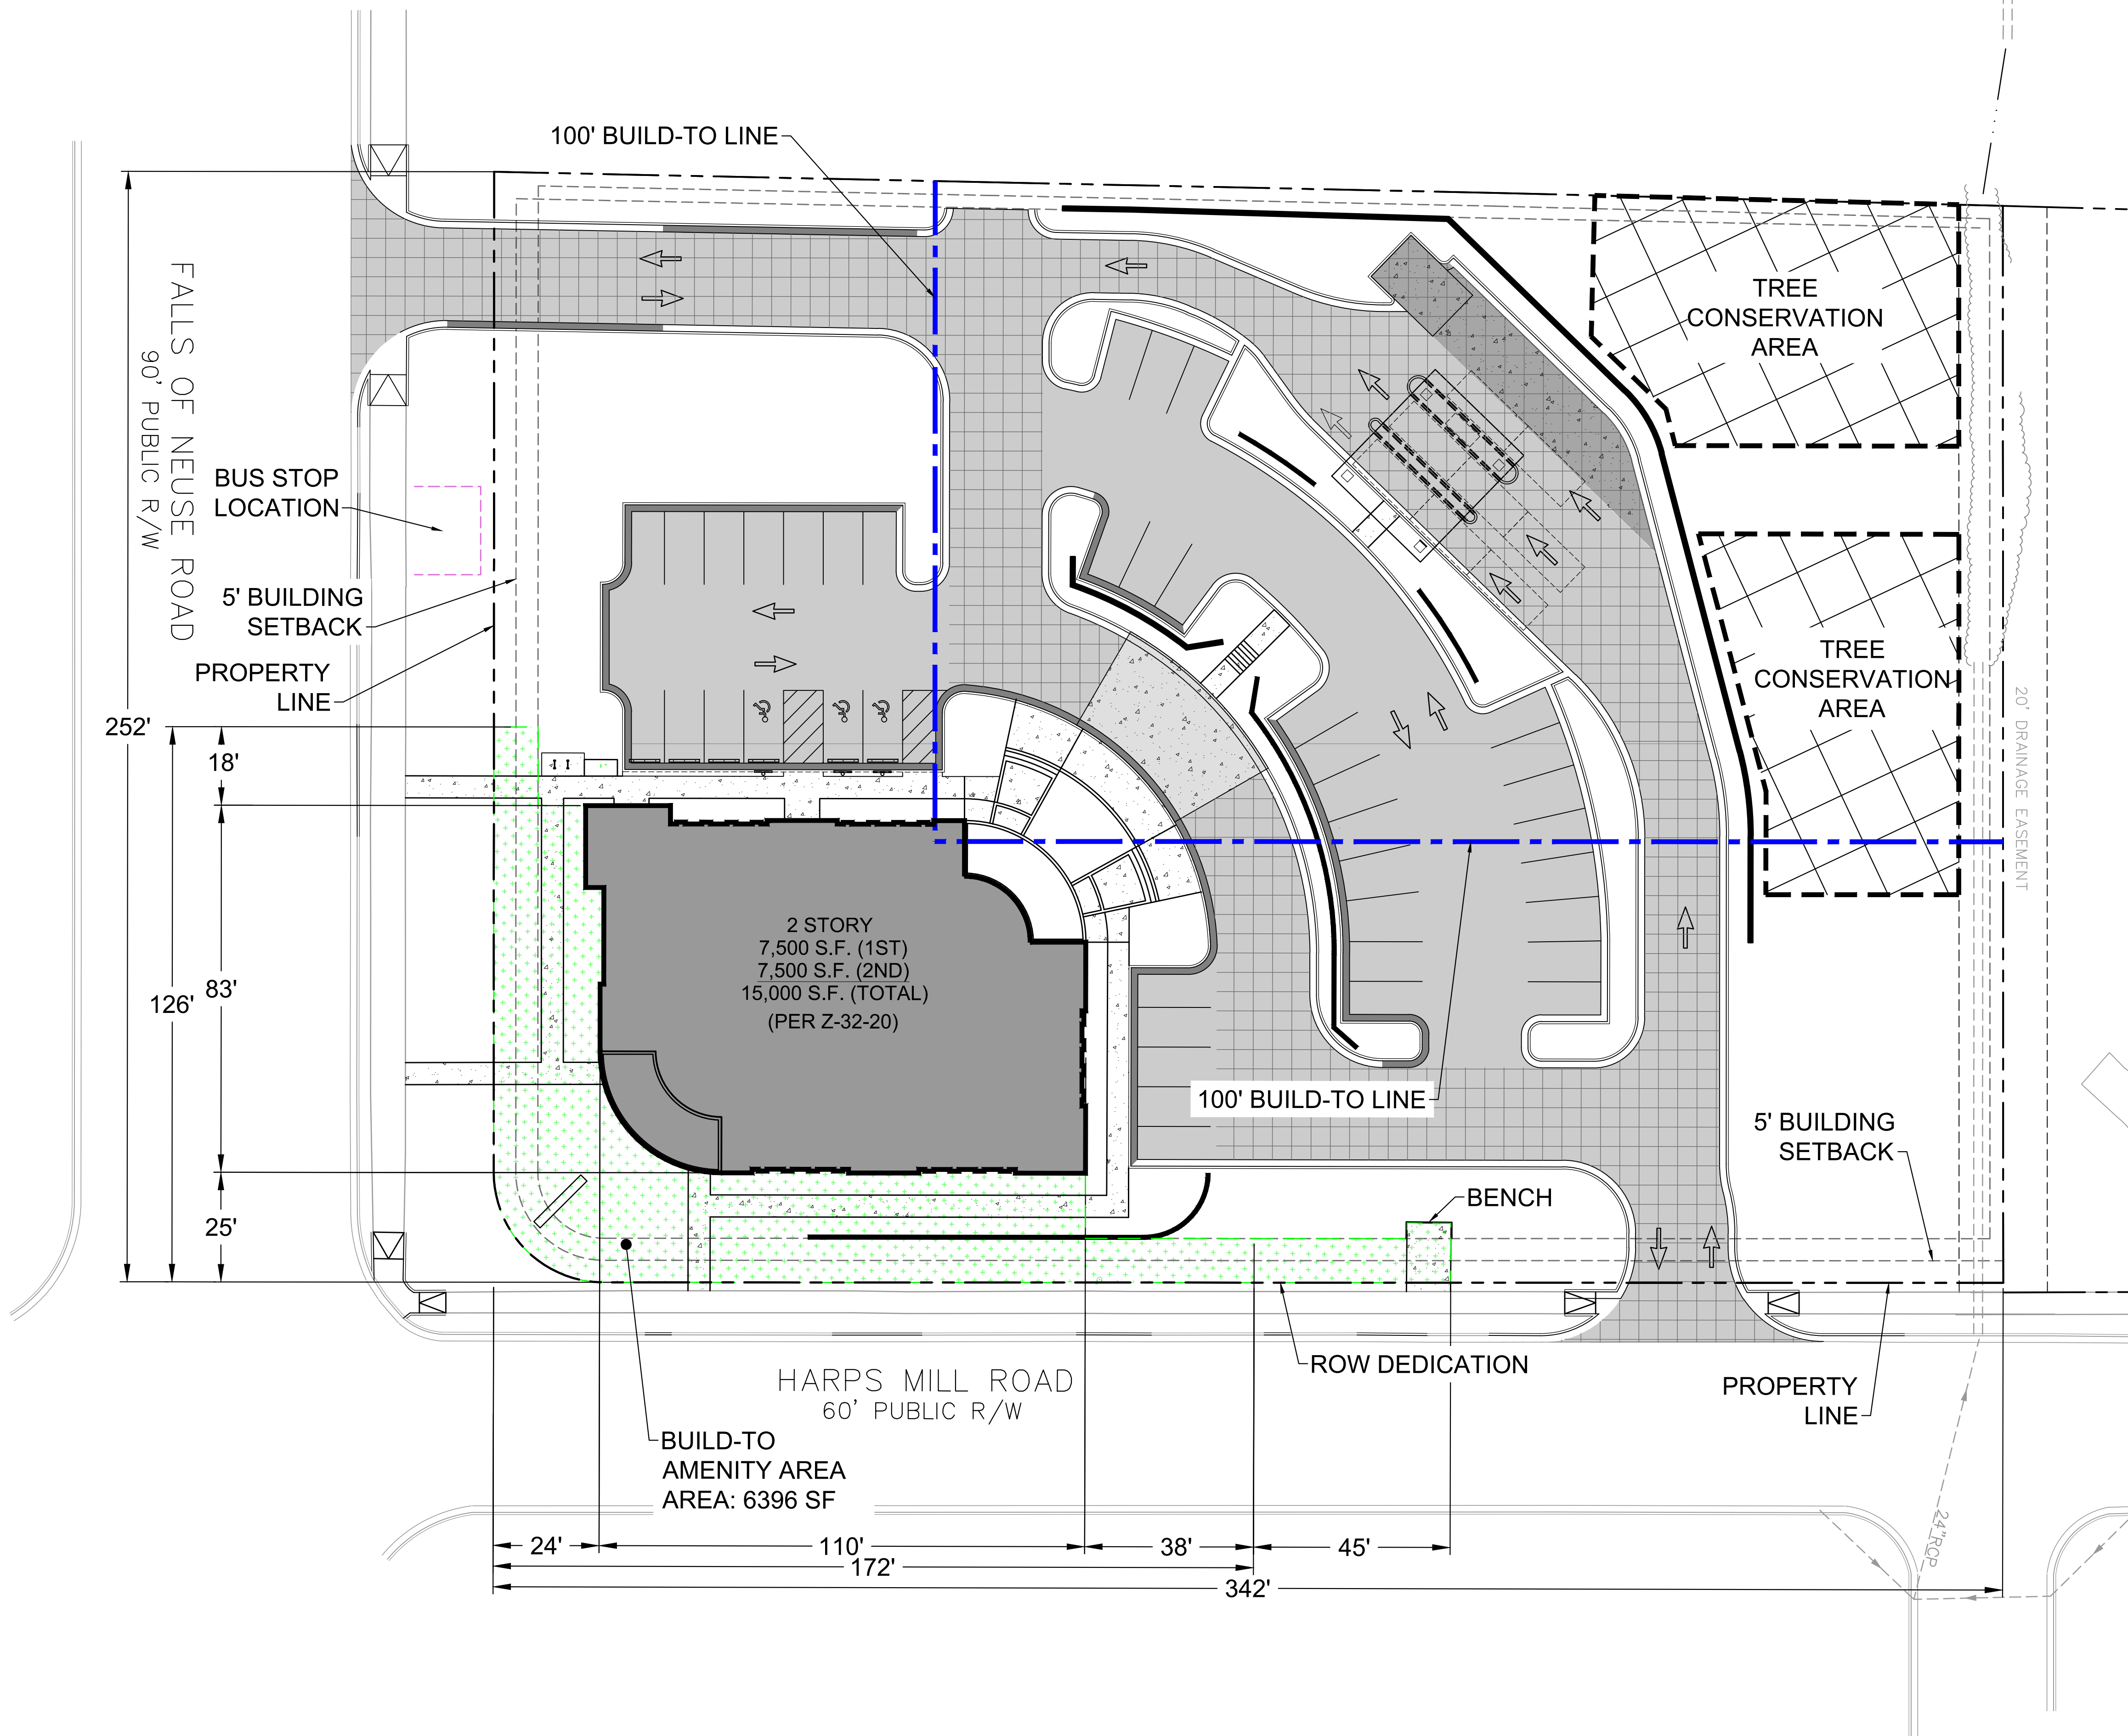 100' BUILD-TO LINE
FALLS OF NEUSE ROAD
90' PUBLIC R/W
TREE
CONSERVATION
AREA
BUS STOP
LOCATION
5' BUILDING
SETBACK
PROPERTY
LINE
TREE
CONSERVATION
AREA
20' DRAINAGE EASEMENT
252'
18'
83'
126'
25'
2 STORY
7,500 S.F. (1ST)
7,500 S.F. (2ND)
15,000 S.F. (TOTAL)
(PER Z-32-20)
100' BUILD-TO LINE
5' BUILDING
SETBACK
BENCH
ROW DEDICATION
HARPS MILL ROAD
60' PUBLIC R/W
PROPERTY
LINE
BUILD-TO
AMENITY AREA
AREA: 6396 SF
24"RCP
24'
110'
38'
45'
172'
342'